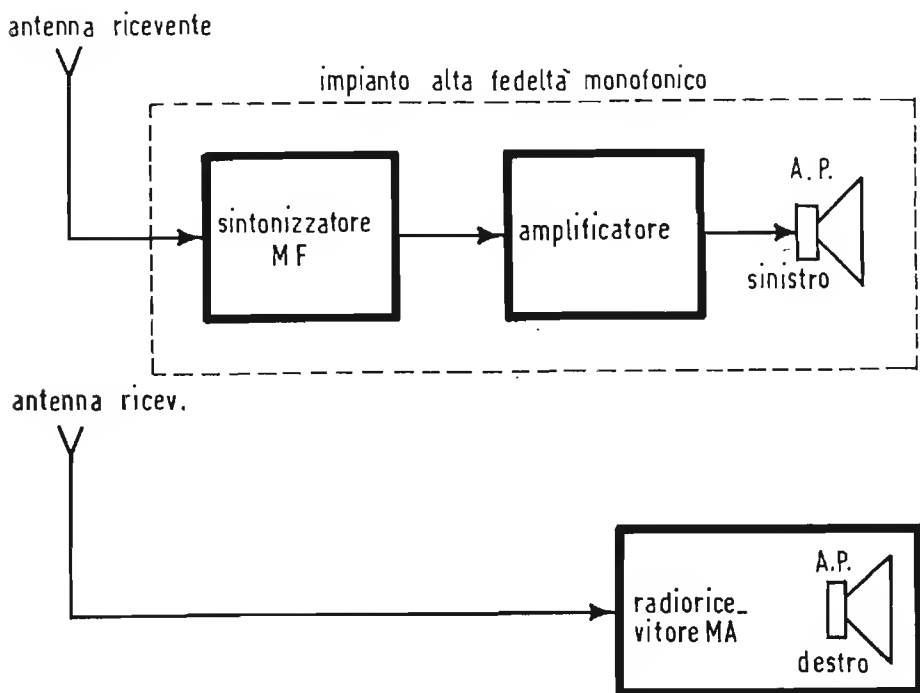 antenna ricevente
impianto alta fedeltà monofonico
A.P.
sintonizzatore
MF
amplificatore
sinistro
antenna ricev.
A.P.
radiorice_
vitore MA
destro